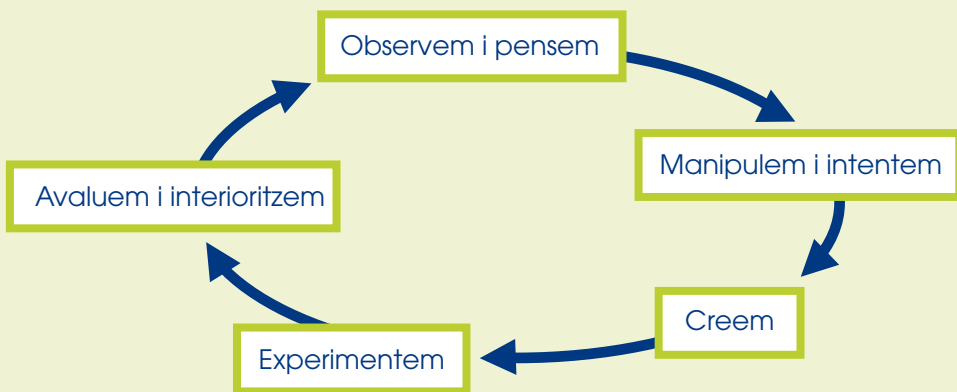 Observem i pensem
Manipulem i intentem
Creem
Experimentem
Avaluem i interioritzem